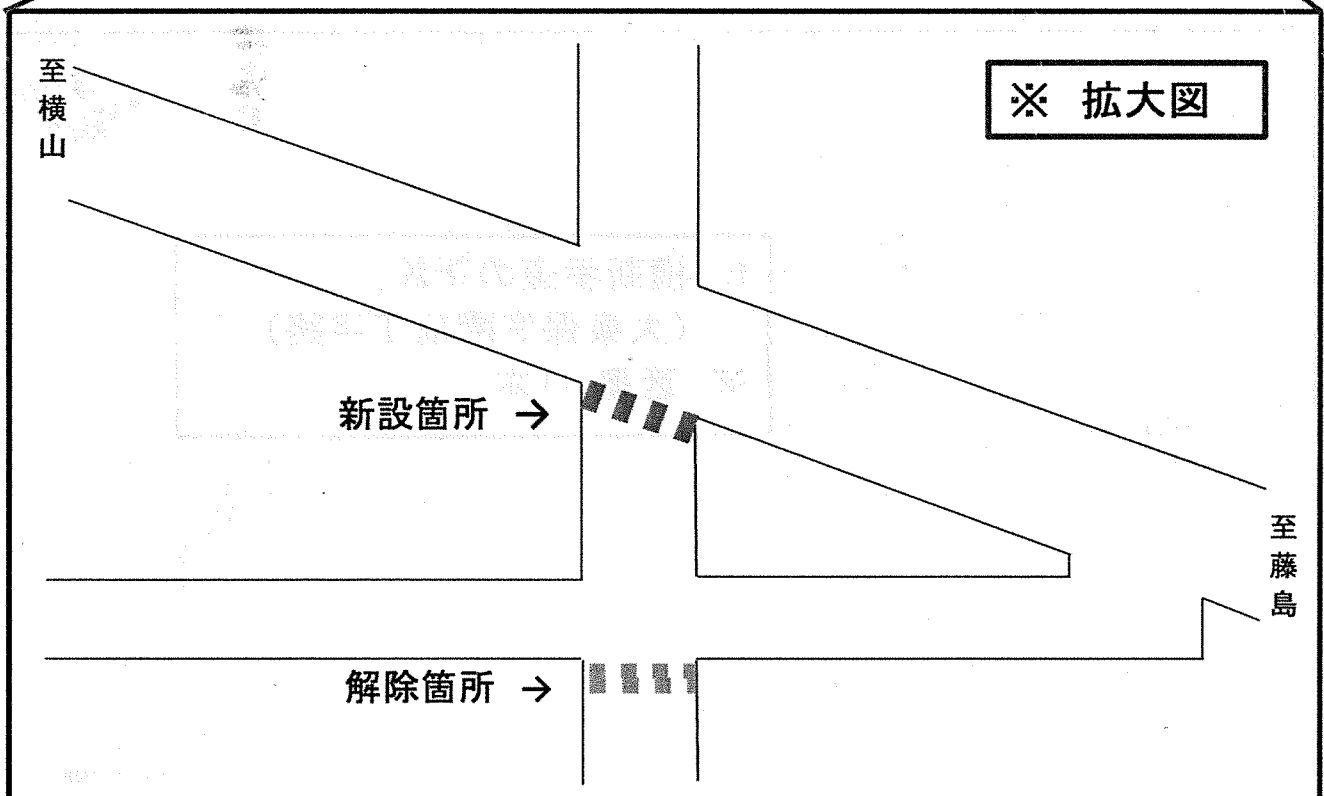 至横山
※ 拡大図
新設箇所 →
至藤島
解除箇所 →